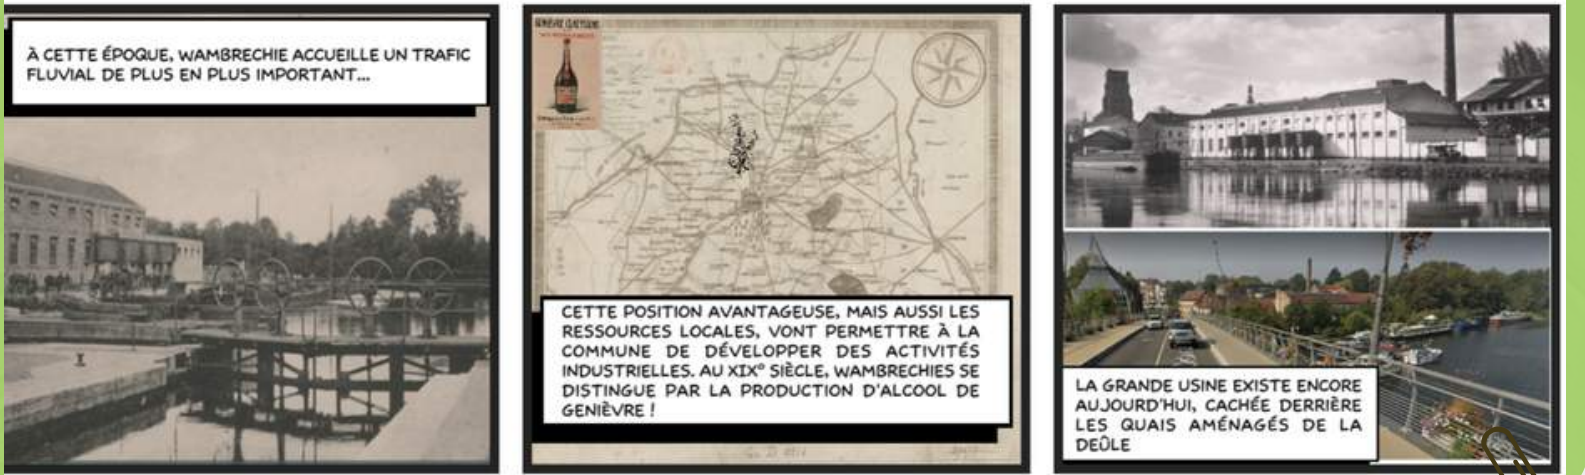 À CETTE ÉPOQUE, WAMBRECHIE ACCUEILLE UN TRAFIC
FLUVIAL DE PLUS EN PLUS IMPORTANT...
CETTE POSITION AVANTAGEUSE, MAIS AUSSI LES
RESSOURCES LOCALES, VONT PERMETTRE À LA
COMMUNE DE DÉVELOPPER DES ACTIVITÉS
INDUSTRIELLES. AU XIX° SIÈCLE, WAMBRECHIES SE
DISTINGUE PAR LA PRODUCTION D'ALCOOL DE
GENIÈVRE !
LA GRANDE USINE EXISTE ENCORE
AUJOURD'HUI, CACHÉE DERRIÈRE
LES QUAIS AMÉNAGÉS DE LA
DEÛLE